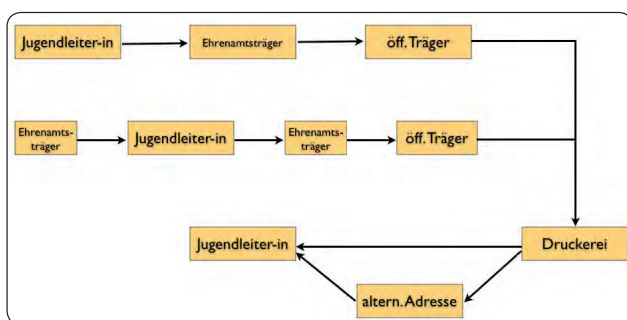 Jugendleiter-in
Ehrenamtsträger
öff. Träger
Ehrenamts-
träger
Jugendleiter-in
Ehrenamts-
träger
öff. Träger
Jugendleiter-in
Druckerei
altern. Adresse